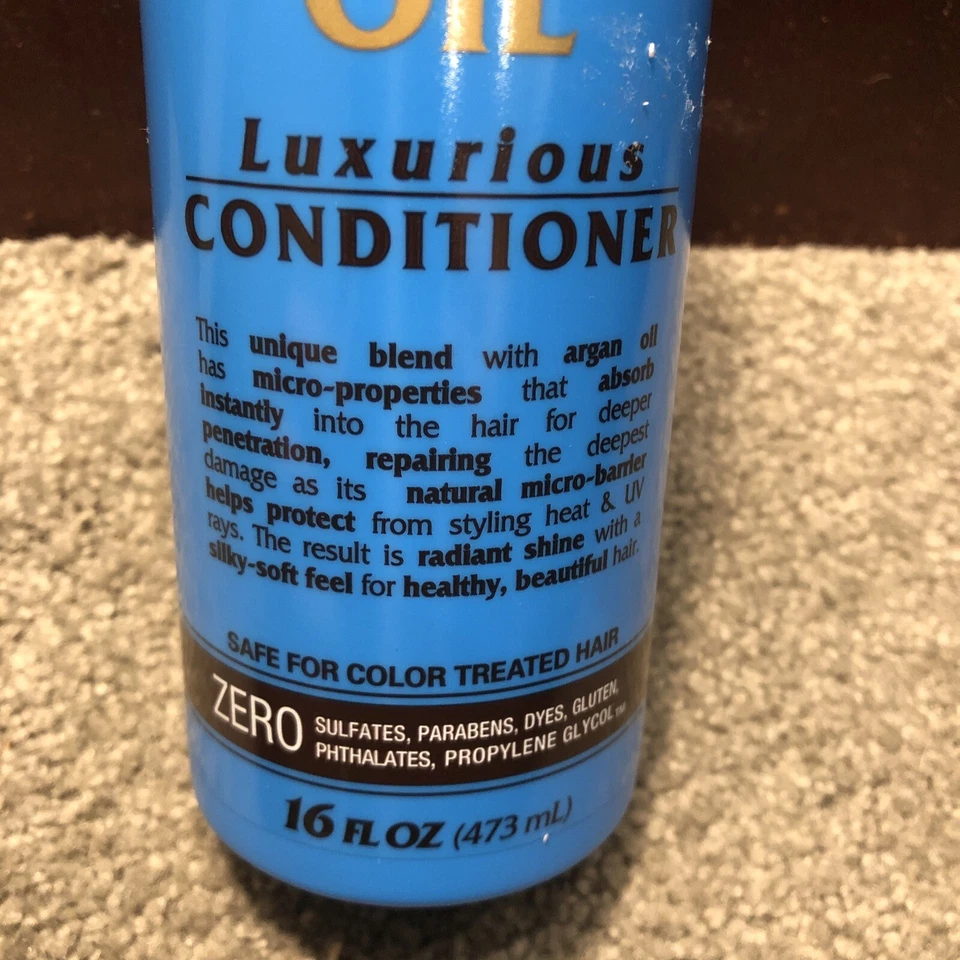 OIL
Luxurious
CONDITIONER
This unique blend with argan oil
has micro-properties that absorb
instantly into the hair for deeper
penetration, repairing the deepest
damage as its natural micro-barrier
helps protect from styling heat & UV
rays. The result is radiant shine with a
silky-soft feel for healthy, beautiful hair.
SAFE FOR COLOR TREATED HAIR
ZERO SULFATES, PARABENS, DYES, GLUTEN,
PHTHALATES, PROPYLENE GLYCOL™
16 FL OZ (473 mL)